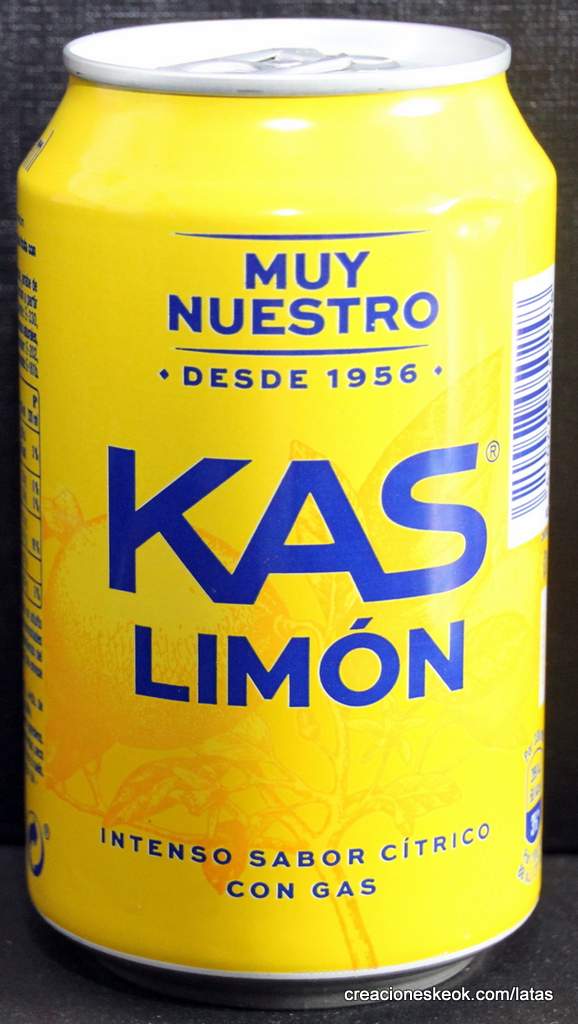 MUY
NUESTRO
• DESDE 1956 •
KAS®
LIMÓN
INTENSO SABOR CÍTRICO
CON GAS
creacioneskeok.com/latas